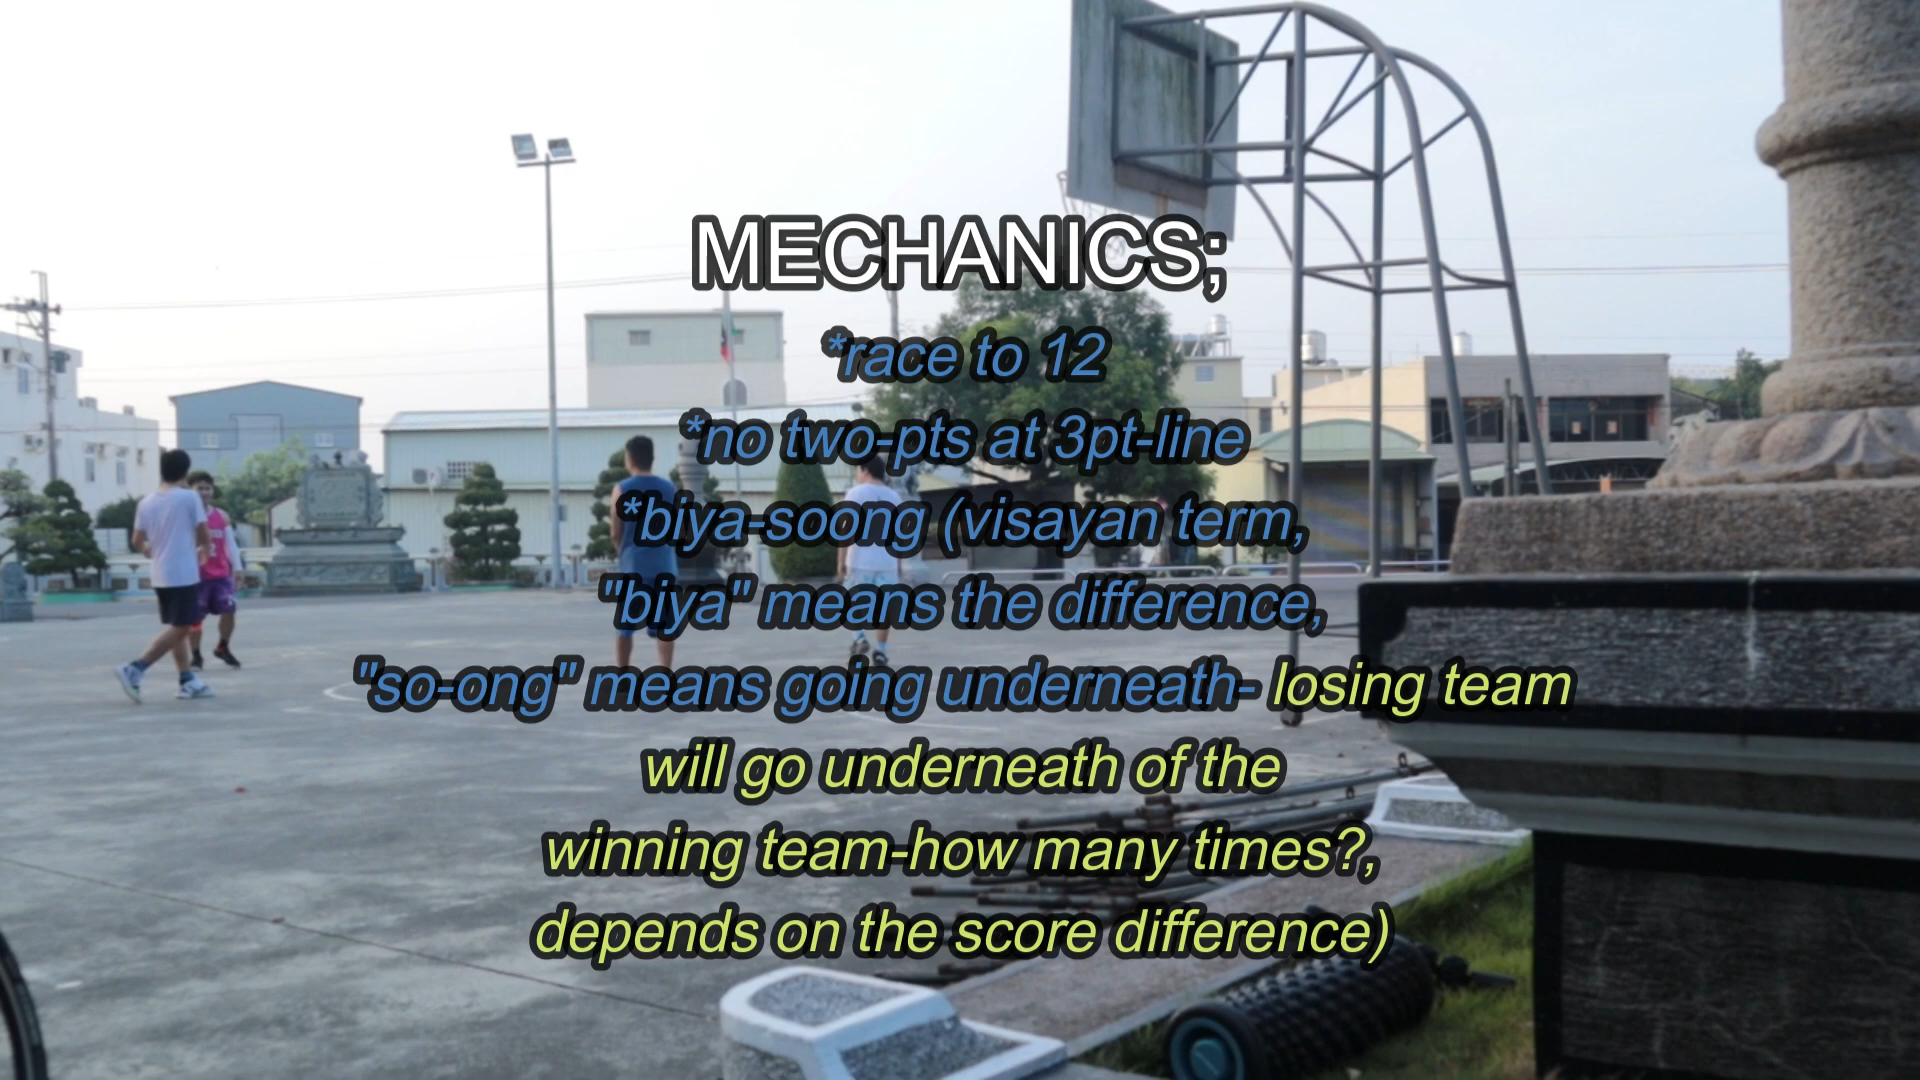 MECHANICS;
*race to 12
*no two-pts at 3pt-line
*biya-soong (visayan term,
"biya" means the difference,
"so-ong" means going underneath- losing team
will go underneath of the
winning team-how many times?,
depends on the score difference)